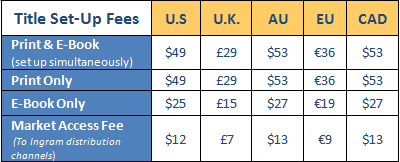 Title Set-Up Fees U.S U.K. AU EU CAD
Print & E-Book
(set up simultaneously) $49 £29 $53 €36 $53
Print Only $49 £29 $53 €36 $53
E-Book Only $25 £15 $27 €19 $27
Market Access Fee
(To Ingram distribution
channels) $12 £7 $13 €9 $13